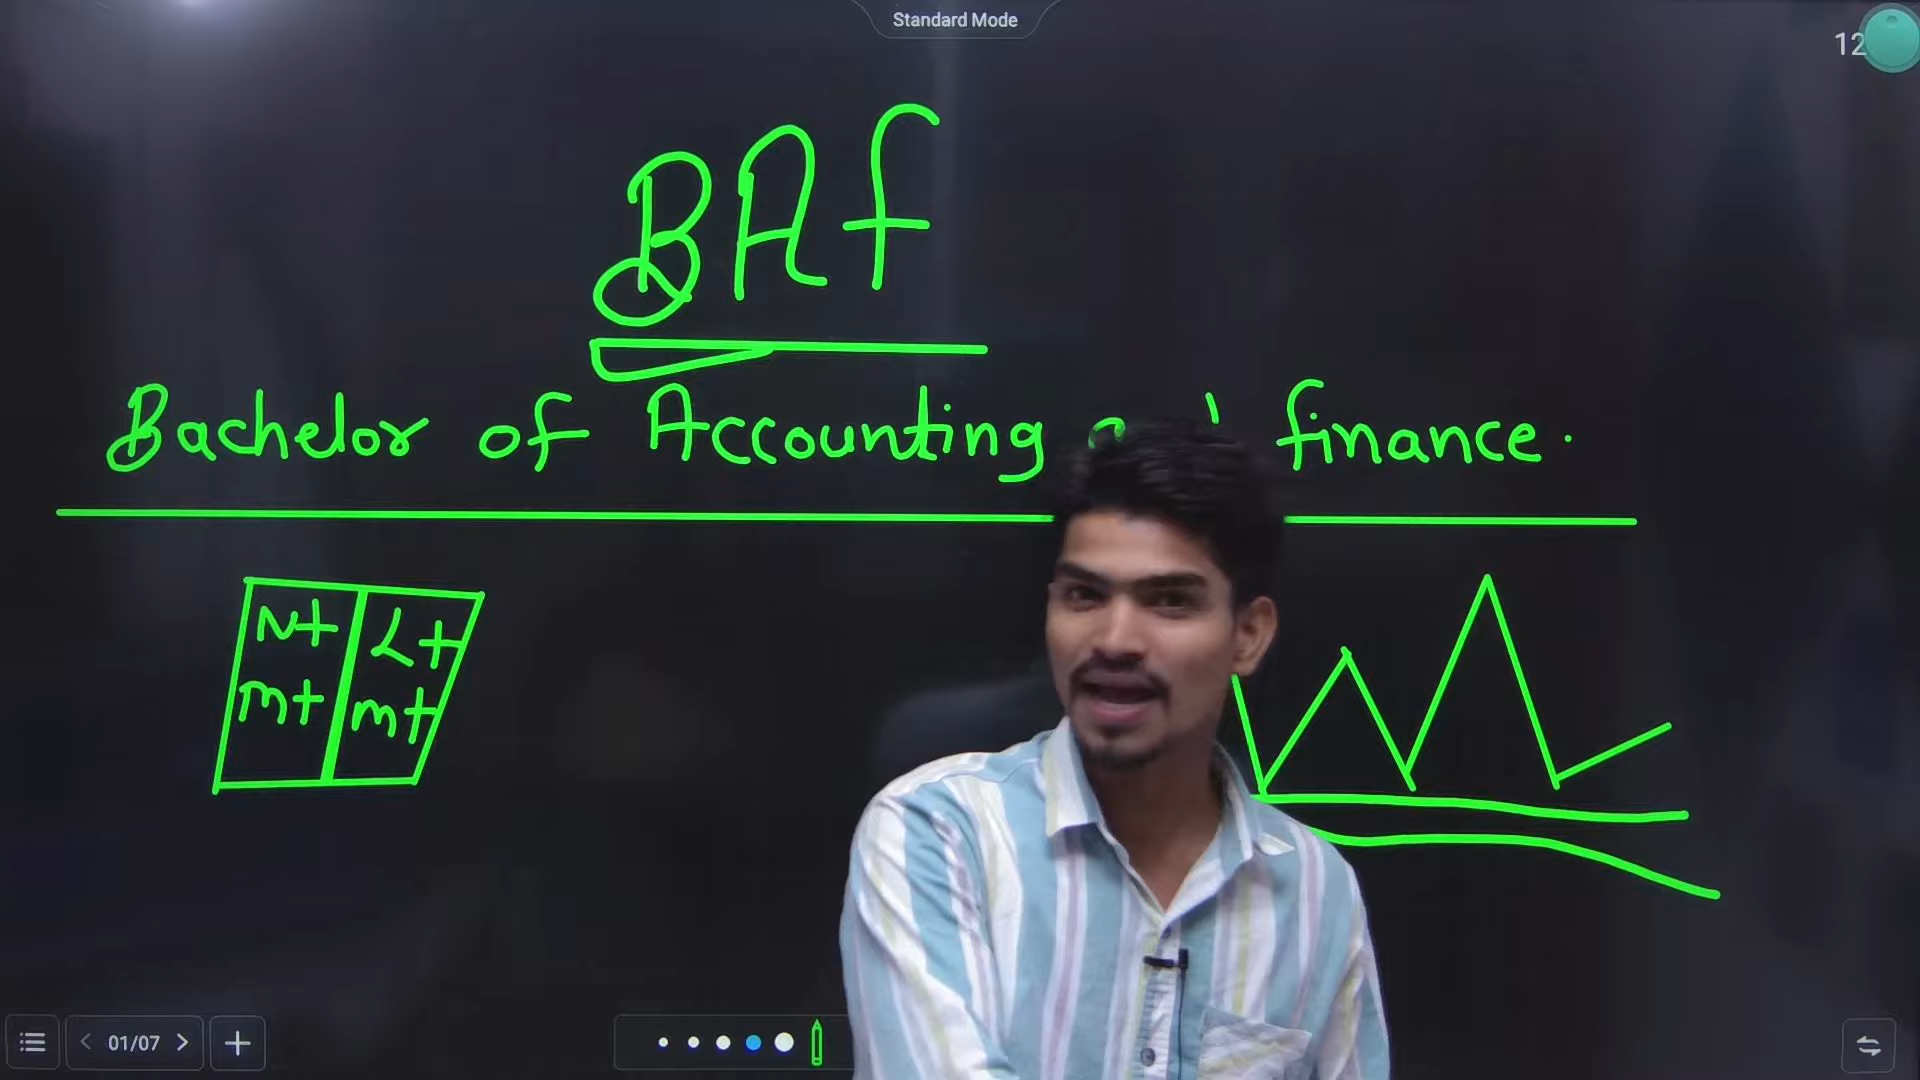 Standard Mode
12
BAf
Bachelor of Accounting finance.
N+ L+
m+ m+
01/07